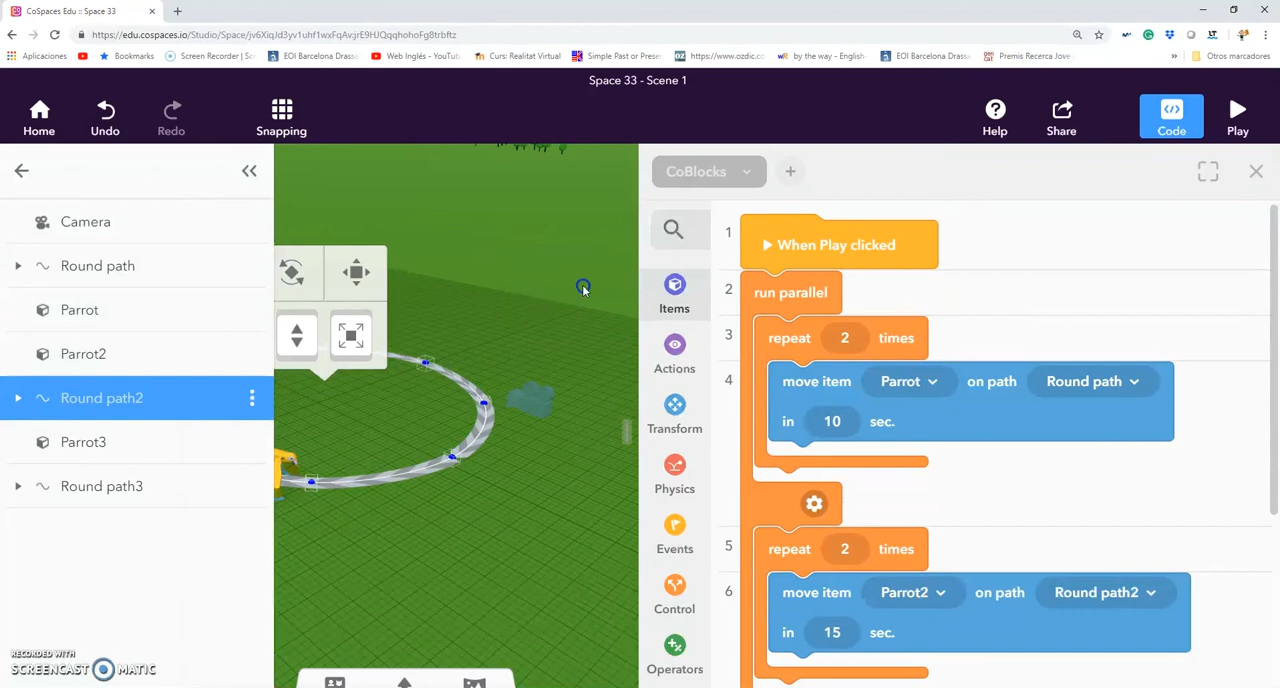 CoSpaces Edu :: Space 33
https://edu.cospaces.io/Studio/Space/jv6XiqJd3yv1uhf1wxFqAv:jrE9HJQqqhohoFg8trbftz
Aplicaciones
Bookmarks
Screen Recorder | Sc
EOI Barcelona Drassa
Web Inglés - YouTub
Curs: Realitat Virtual
Simple Past or Prese
https://www.ozdic.co
by the way - English
EOI Barcelona Drass
Premis Recerca Jove
»
Otros marcadores
Space 33 - Scene 1
Home
Undo
Redo
Snapping
Help
Share
Code
Play
Camera
Round path
Parrot
Parrot2
Round path2
Parrot3
Round path3
CoBlocks
Items
Actions
Transform
Physics
Events
Control
Operators
1 When Play clicked
2 run parallel
3 repeat 2 times
4 move item Parrot on path Round path
in 10 sec.
5 repeat 2 times
6 move item Parrot2 on path Round path2
in 15 sec.
RECORDED WITH
SCREENCAST MATIC